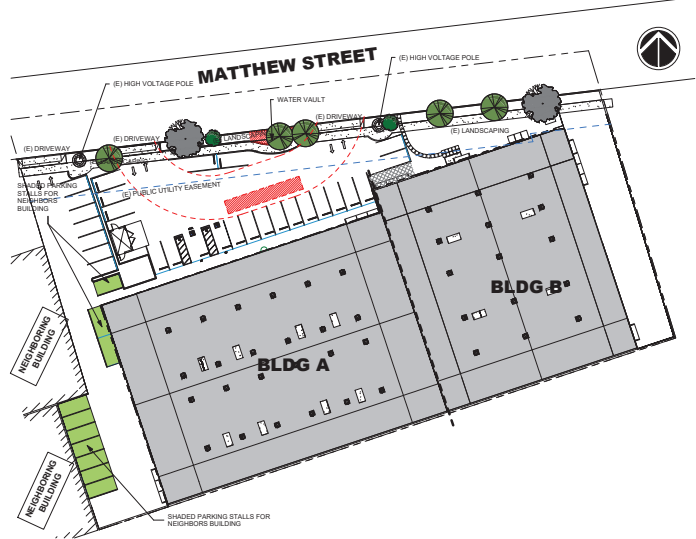 MATTHEW STREET
(E) HIGH VOLTAGE POLE
(E) HIGH VOLTAGE POLE
WATER VAULT
(E) DRIVEWAY
(E) DRIVEWAY
(E) DRIVEWAY
LANDSCAPING
(E) LANDSCAPING
SHADED PARKING
STALLS FOR
NEIGHBORS
BUILDING
(E) PUBLIC UTILITY EASEMENT
BLDG B
BLDG A
NEIGHBORING
BUILDING
NEIGHBORING
BUILDING
SHADED PARKING STALLS FOR
NEIGHBORS BUILDING